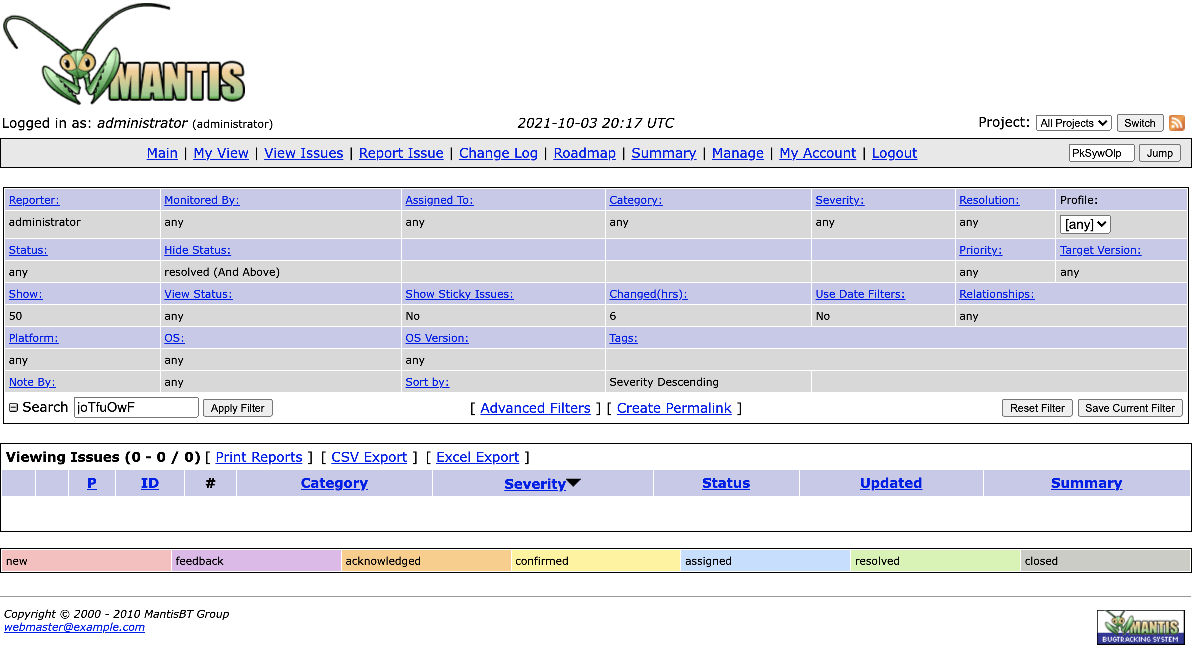 MANTIS
Logged in as: administrator (administrator) 2021-10-03 20:17 UTC Project: All Projects Switch
Main | My View | View Issues | Report Issue | Change Log | Roadmap | Summary | Manage | My Account | Logout PkSywOlp Jump
Reporter: Monitored By: Assigned To: Category: Severity: Resolution: Profile:
administrator any any any any any [any]
Status: Hide Status: Priority: Target Version:
any resolved (And Above) any any
Show: View Status: Show Sticky Issues: Changed(hrs): Use Date Filters: Relationships:
50 any No 6 No any
Platform: OS: OS Version: Tags:
any any any
Note By: any Sort by: Severity Descending
Search joTfuOwF Apply Filter [ Advanced Filters ] [ Create Permalink ] Reset Filter Save Current Filter
Viewing Issues (0 - 0 / 0) [ Print Reports ] [ CSV Export ] [ Excel Export ]
P ID # Category Severity Status Updated Summary
new feedback acknowledged confirmed assigned resolved closed
Copyright © 2000 - 2010 MantisBT Group
webmaster@example.com
MANTIS
BUGTRACKING SYSTEM